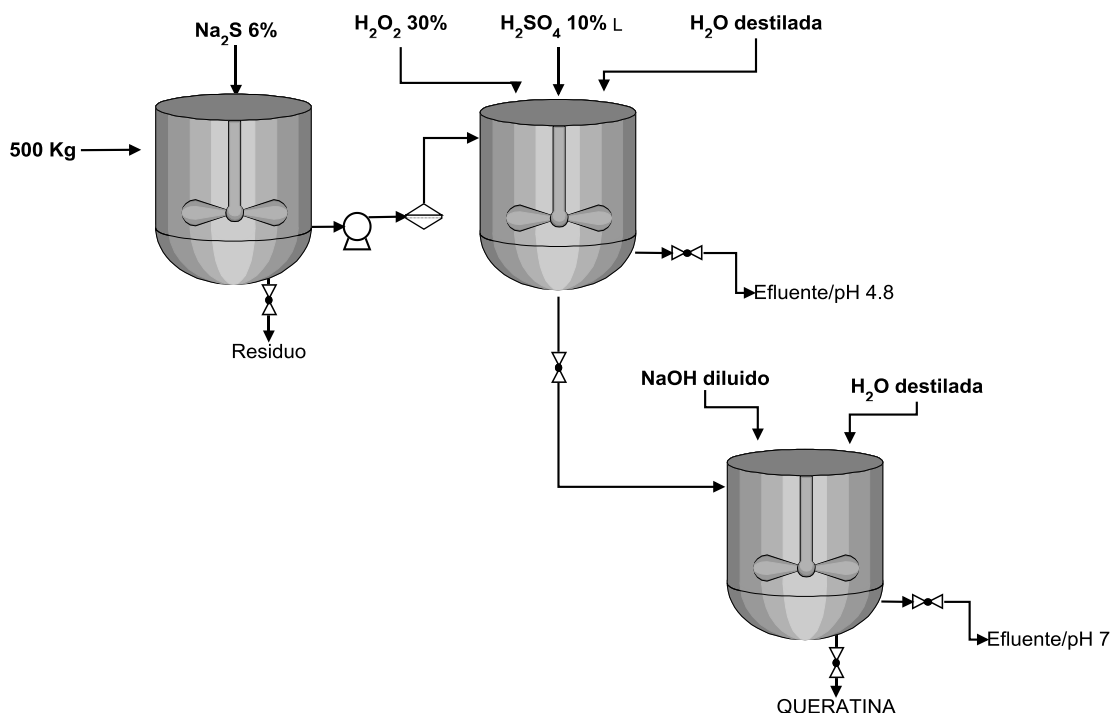 Na₂S 6%
H₂O₂ 30%
H₂SO₄ 10% L
H₂O destilada
500 Kg
Efluente/pH 4.8
Residuo
NaOH diluido
H₂O destilada
Efluente/pH 7
QUERATINA